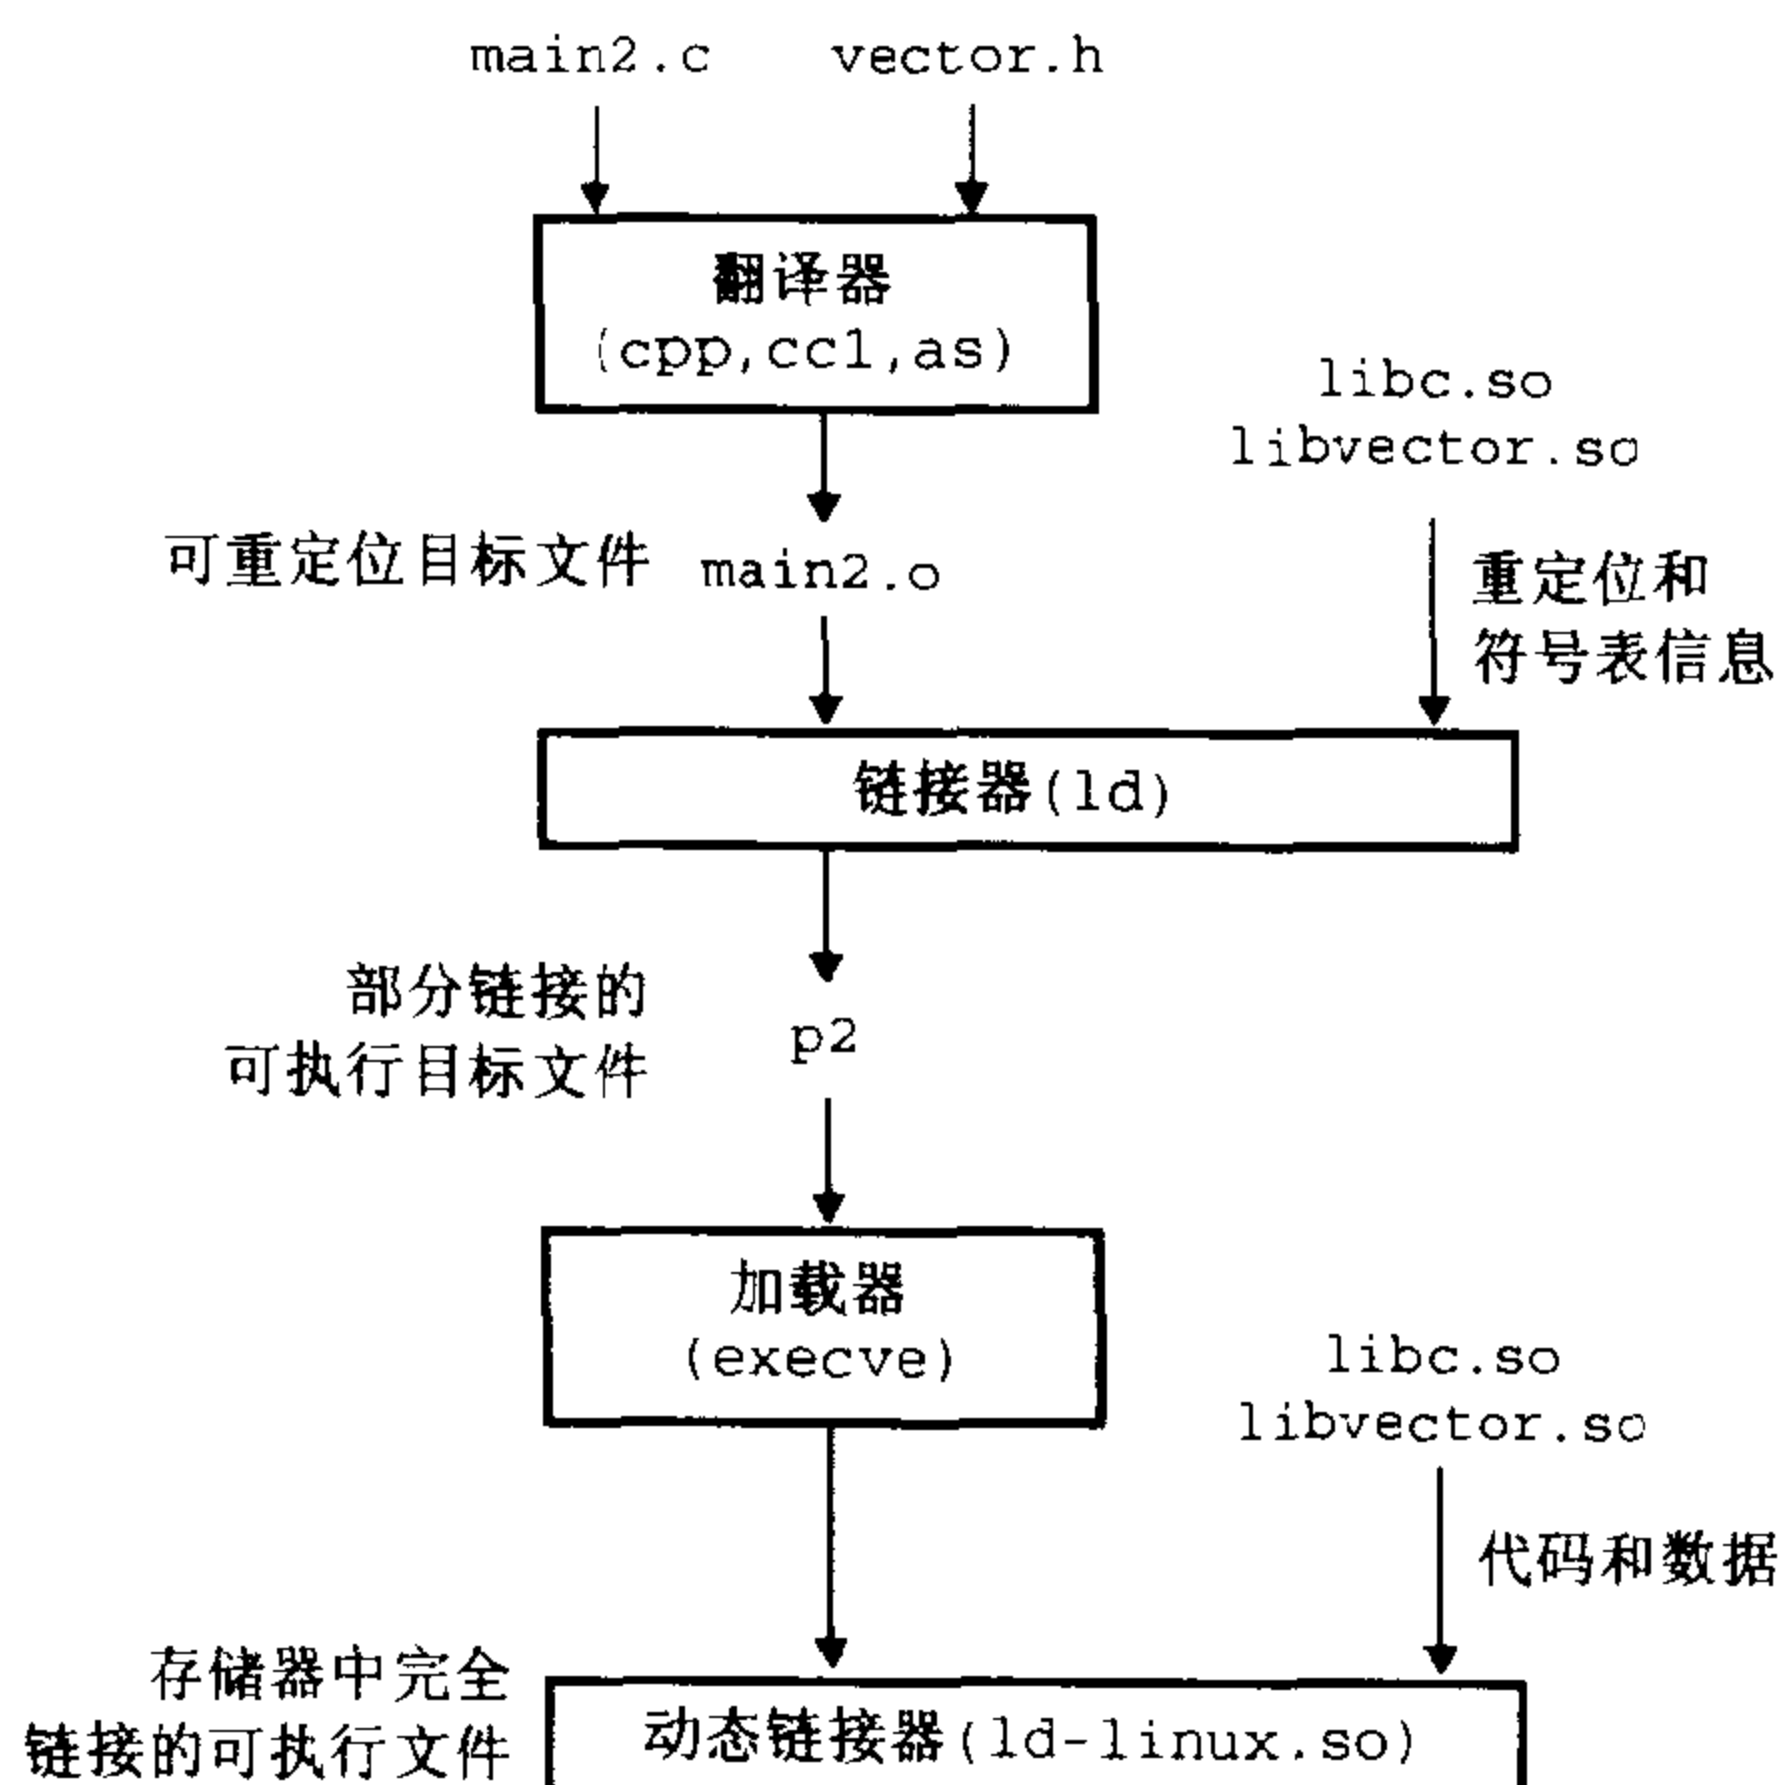 main2.c vector.h
翻译器
(cpp,cc1,as)
libc.so
libvector.so
可重定位目标文件 main2.o
重定位和
符号表信息
链接器(ld)
部分链接的
可执行目标文件
p2
加载器
(execve)
libc.so
libvector.so
代码和数据
存储器中完全
链接的可执行文件
动态链接器(ld-linux.so)